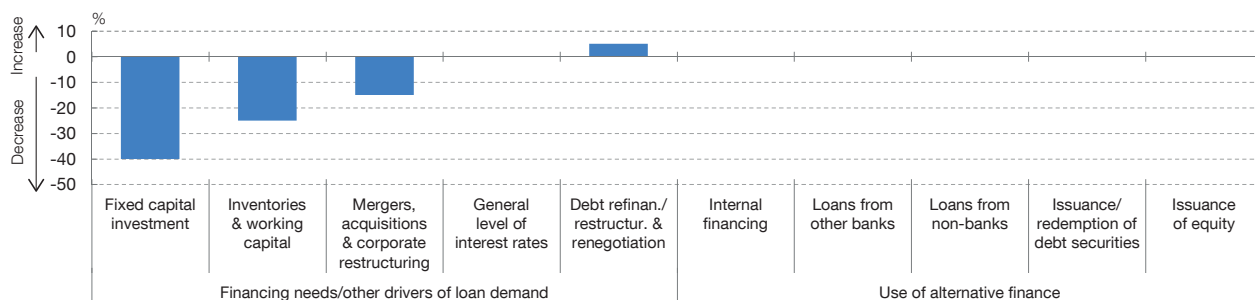 %
Increase
Decrease
10
0
-10
-20
-30
-40
-50
Fixed capital
investment
Inventories
& working
capital
Mergers,
acquisitions
& corporate
restructuring
General
level of
interest rates
Debt refinan./
restructur. &
renegotiation
Internal
financing
Loans from
other banks
Loans from
non-banks
Issuance/
redemption of
debt securities
Issuance
of equity
Financing needs/other drivers of loan demand
Use of alternative finance